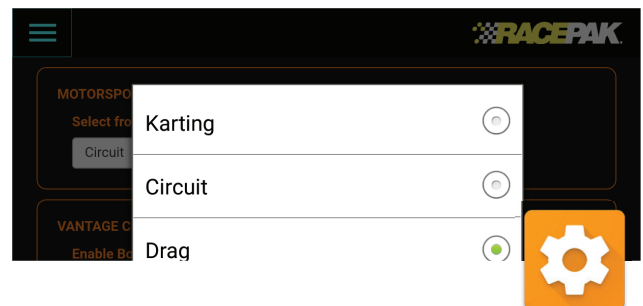 RACEPAK.
MOTORSPO
Select fro
Circuit
VANTAGE C
Enable Bo
Karting
Circuit
Drag